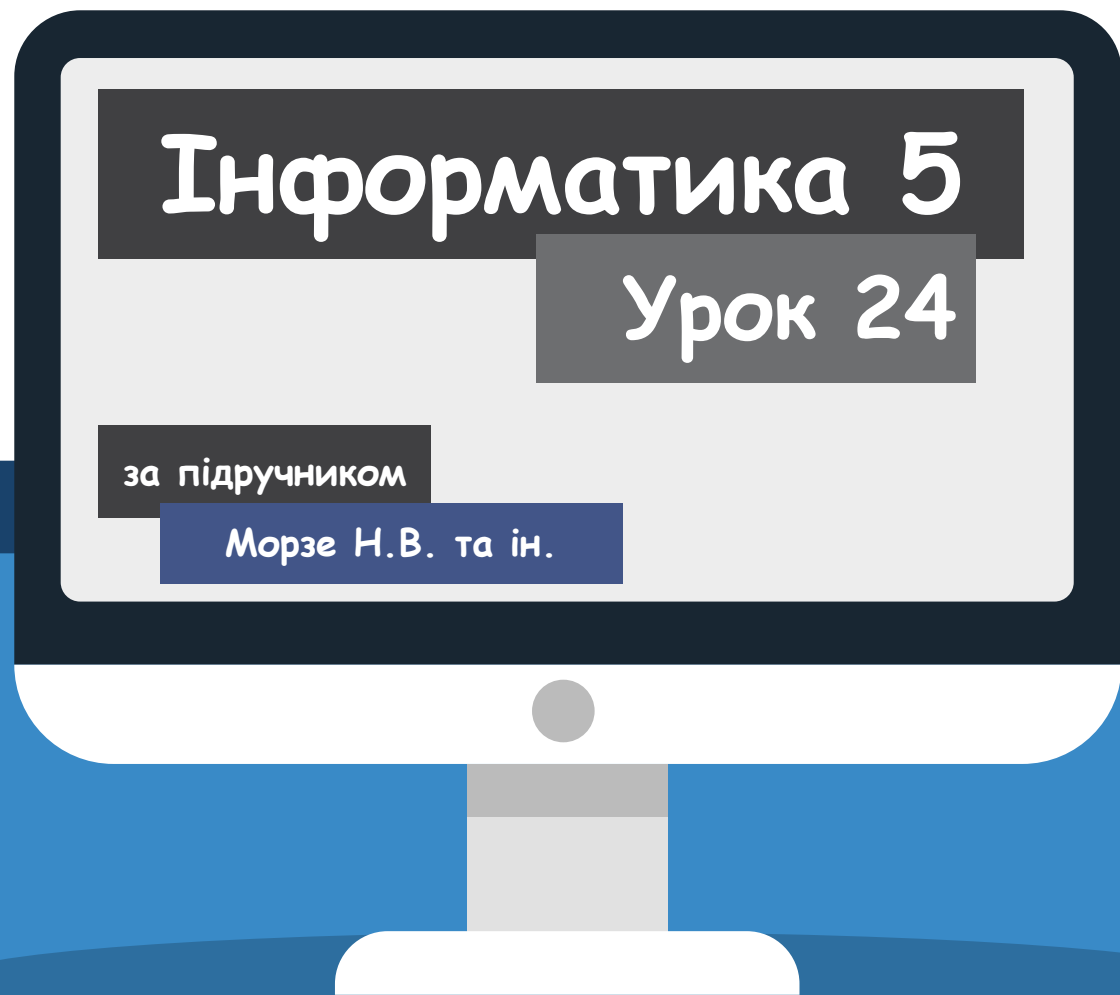 Інформатика 5
Урок 24
за підручником
Морзе Н.В. та ін.